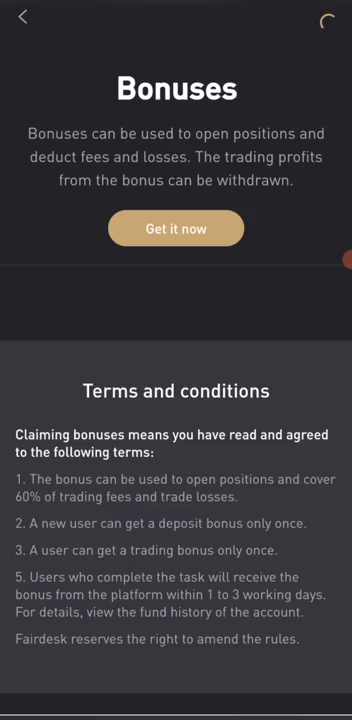 Bonuses
Bonuses can be used to open positions and
deduct fees and losses. The trading profits
from the bonus can be withdrawn.
Get it now
Terms and conditions
Claiming bonuses means you have read and agreed
to the following terms:
1. The bonus can be used to open positions and cover
60% of trading fees and trade losses.
2. A new user can get a deposit bonus only once.
3. A user can get a trading bonus only once.
5. Users who complete the task will receive the
bonus from the platform within 1 to 3 working days.
For details, view the fund history of the account.
Fairdesk reserves the right to amend the rules.